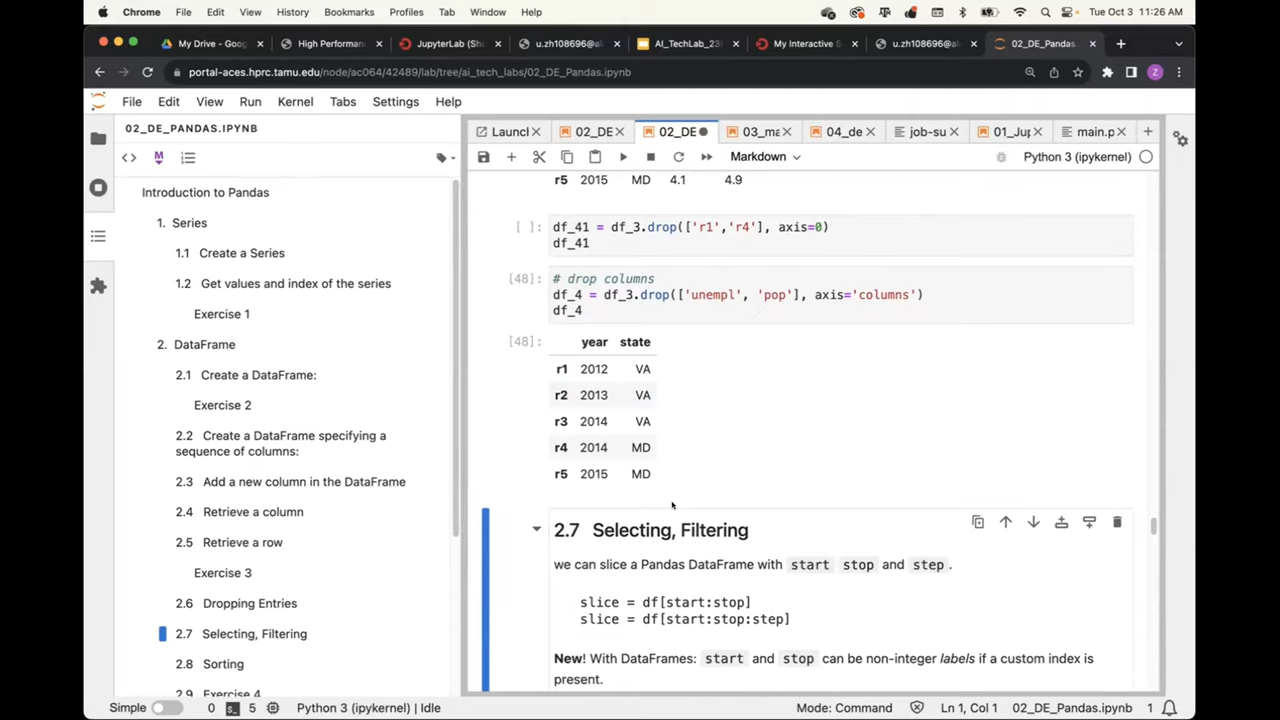 Chrome File Edit View History Bookmarks Profiles Tab Window Help Tue Oct 3 11:26 AM
My Drive - Goog High Performan JupyterLab (Sho u.zh108696@al AI_TechLab_23 My Interactive S u.zh108696@ac 02_DE_Pandas.
portal-aces.hprc.tamu.edu/node/ac064/42489/lab/tree/ai_tech_labs/02_DE_Pandas.ipynb Z
File Edit View Run Kernel Tabs Settings Help
02_DE_PANDAS.IPYNB
Introduction to Pandas
1. Series
1.1 Create a Series
1.2 Get values and index of the series
Exercise 1
2. DataFrame
2.1 Create a DataFrame:
Exercise 2
2.2 Create a DataFrame specifying a
sequence of columns:
2.3 Add a new column in the DataFrame
2.4 Retrieve a column
2.5 Retrieve a row
Exercise 3
2.6 Dropping Entries
2.7 Selecting, Filtering
2.8 Sorting
2.9 Exercise 4
Launcl 02_DE 02_DE 03_ma 04_de job-su 01_Jup main.p
Markdown Python 3 (ipykernel)
r5 2015 MD 4.1 4.9
[ ]: df_41 = df_3.drop(['r1','r4'], axis=0)
df_41
[48]: # drop columns
df_4 = df_3.drop(['unempl', 'pop'], axis='columns')
df_4
[48]: year state
r1 2012 VA
r2 2013 VA
r3 2014 VA
r4 2014 MD
r5 2015 MD
2.7 Selecting, Filtering
we can slice a Pandas DataFrame with start stop and step .
slice = df[start:stop]
slice = df[start:stop:step]
New! With DataFrames: start and stop can be non-integer labels if a custom index is
present.
Simple 0 5 Python 3 (ipykernel) | Idle Mode: Command Ln 1, Col 1 02_DE_Pandas.ipynb 1